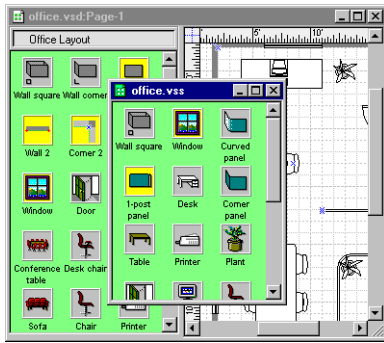 office.vsd:Page-1
Office Layout
5' 10'
Wall square Wall corner
Wall 2 Corner 2
Window Door
Conference table Desk chair
Sofa Chair Printer
office.vss
Wall square Window Curved panel
1-post panel Desk Corner panel
Table Printer Plant